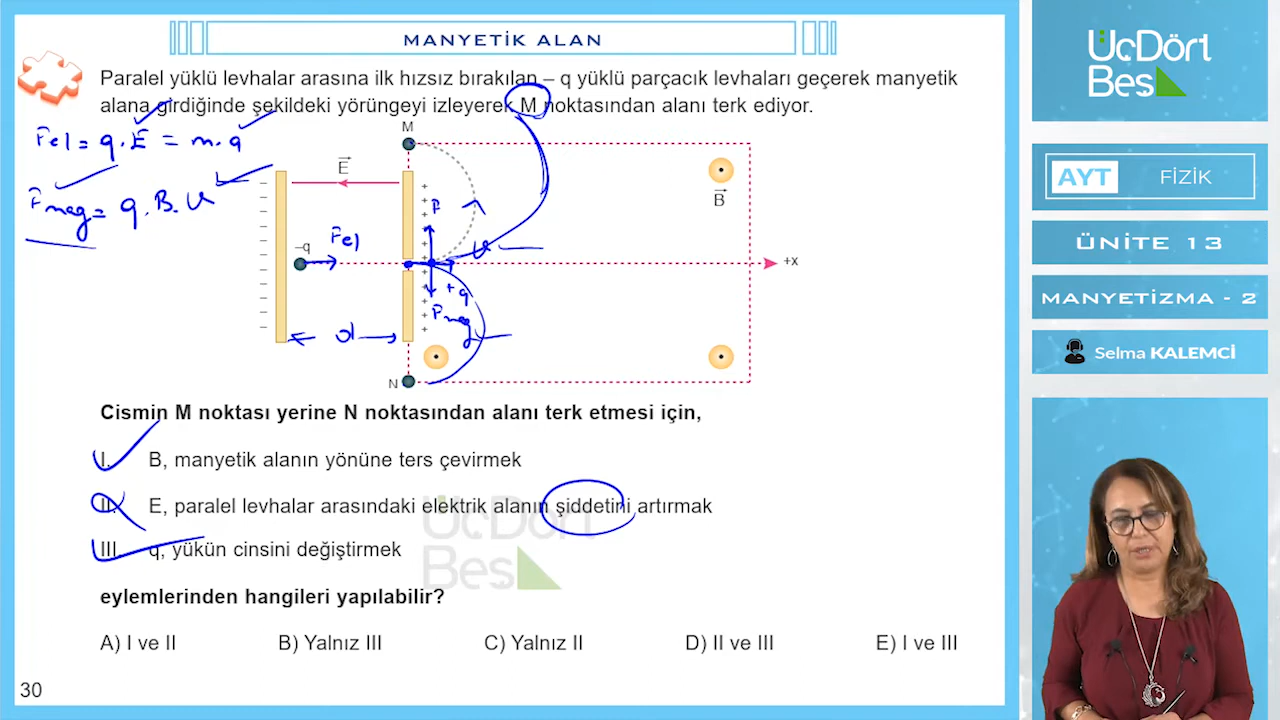 MANYETİK ALAN
Paralel yüklü levhalar arasına ilk hızsız bırakılan – q yüklü parçacık levhaları geçerek manyetik
alana girdiğinde şekildeki yörüngeyi izleyerek M noktasından alanı terk ediyor.
Fel = q.E = m.a
Fmag = q.B.v
M
E
B
–q
Fel
F
v
+x
+q
Fmag
d
N
Cismin M noktası yerine N noktasından alanı terk etmesi için,
I. B, manyetik alanın yönüne ters çevirmek
II. E, paralel levhalar arasındaki elektrik alanın şiddetini artırmak
III. q, yükün cinsini değiştirmek
eylemlerinden hangileri yapılabilir?
A) I ve II B) Yalnız III C) Yalnız II D) II ve III E) I ve III
30
ÜçDört
Beş
ÜçDört
Beş
AYT FİZİK
ÜNİTE 13
MANYETİZMA - 2
Selma KALEMCİ